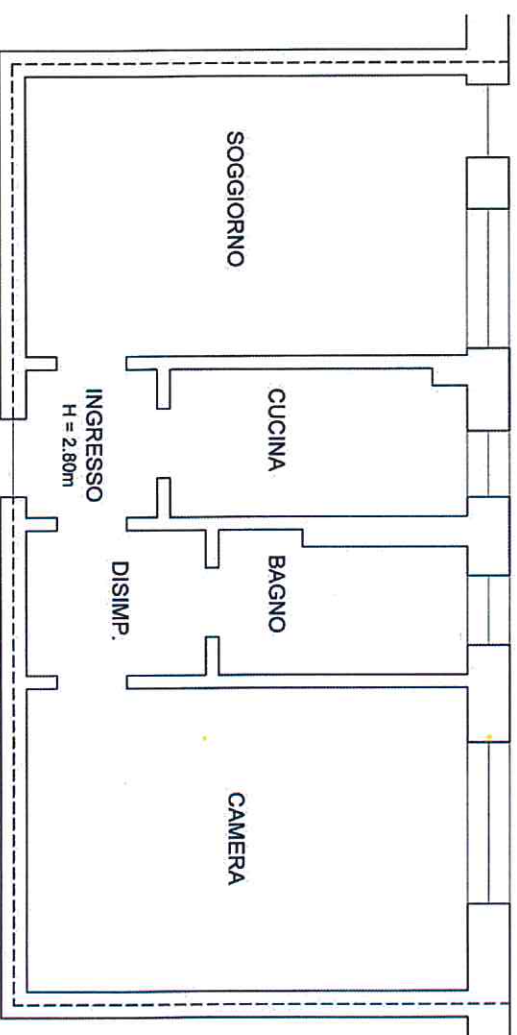 SOGGIORNO
CUCINA
INGRESSO
H = 2.80m
BAGNO
DISIMP.
CAMERA